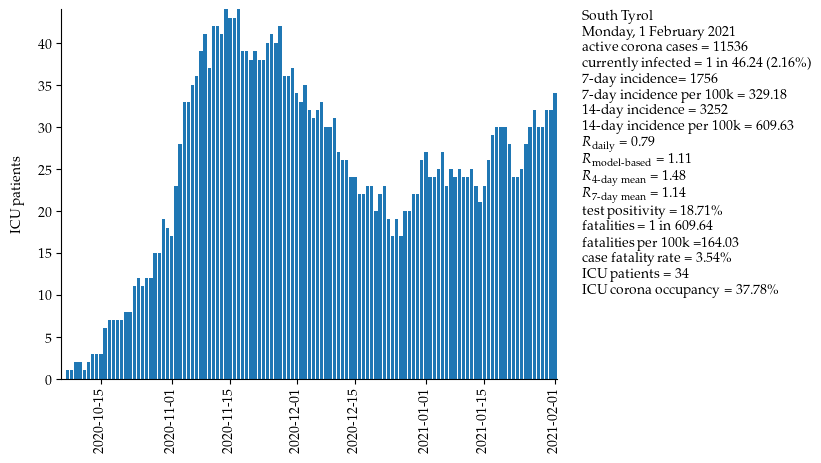 South Tyrol
Monday, 1 February 2021
active corona cases = 11536
currently infected = 1 in 46.24 (2.16%)
7-day incidence= 1756
7-day incidence per 100k = 329.18
14-day incidence = 3252
14-day incidence per 100k = 609.63
Rdaily = 0.79
Rmodel-based = 1.11
R4-day mean = 1.48
R7-day mean = 1.14
test positivity = 18.71%
fatalities = 1 in 609.64
fatalities per 100k =164.03
case fatality rate = 3.54%
ICU patients = 34
ICU corona occupancy = 37.78%
ICU patients
40
35
30
25
20
15
10
5
0
2020-10-15
2020-11-01
2020-11-15
2020-12-01
2020-12-15
2021-01-01
2021-01-15
2021-02-01